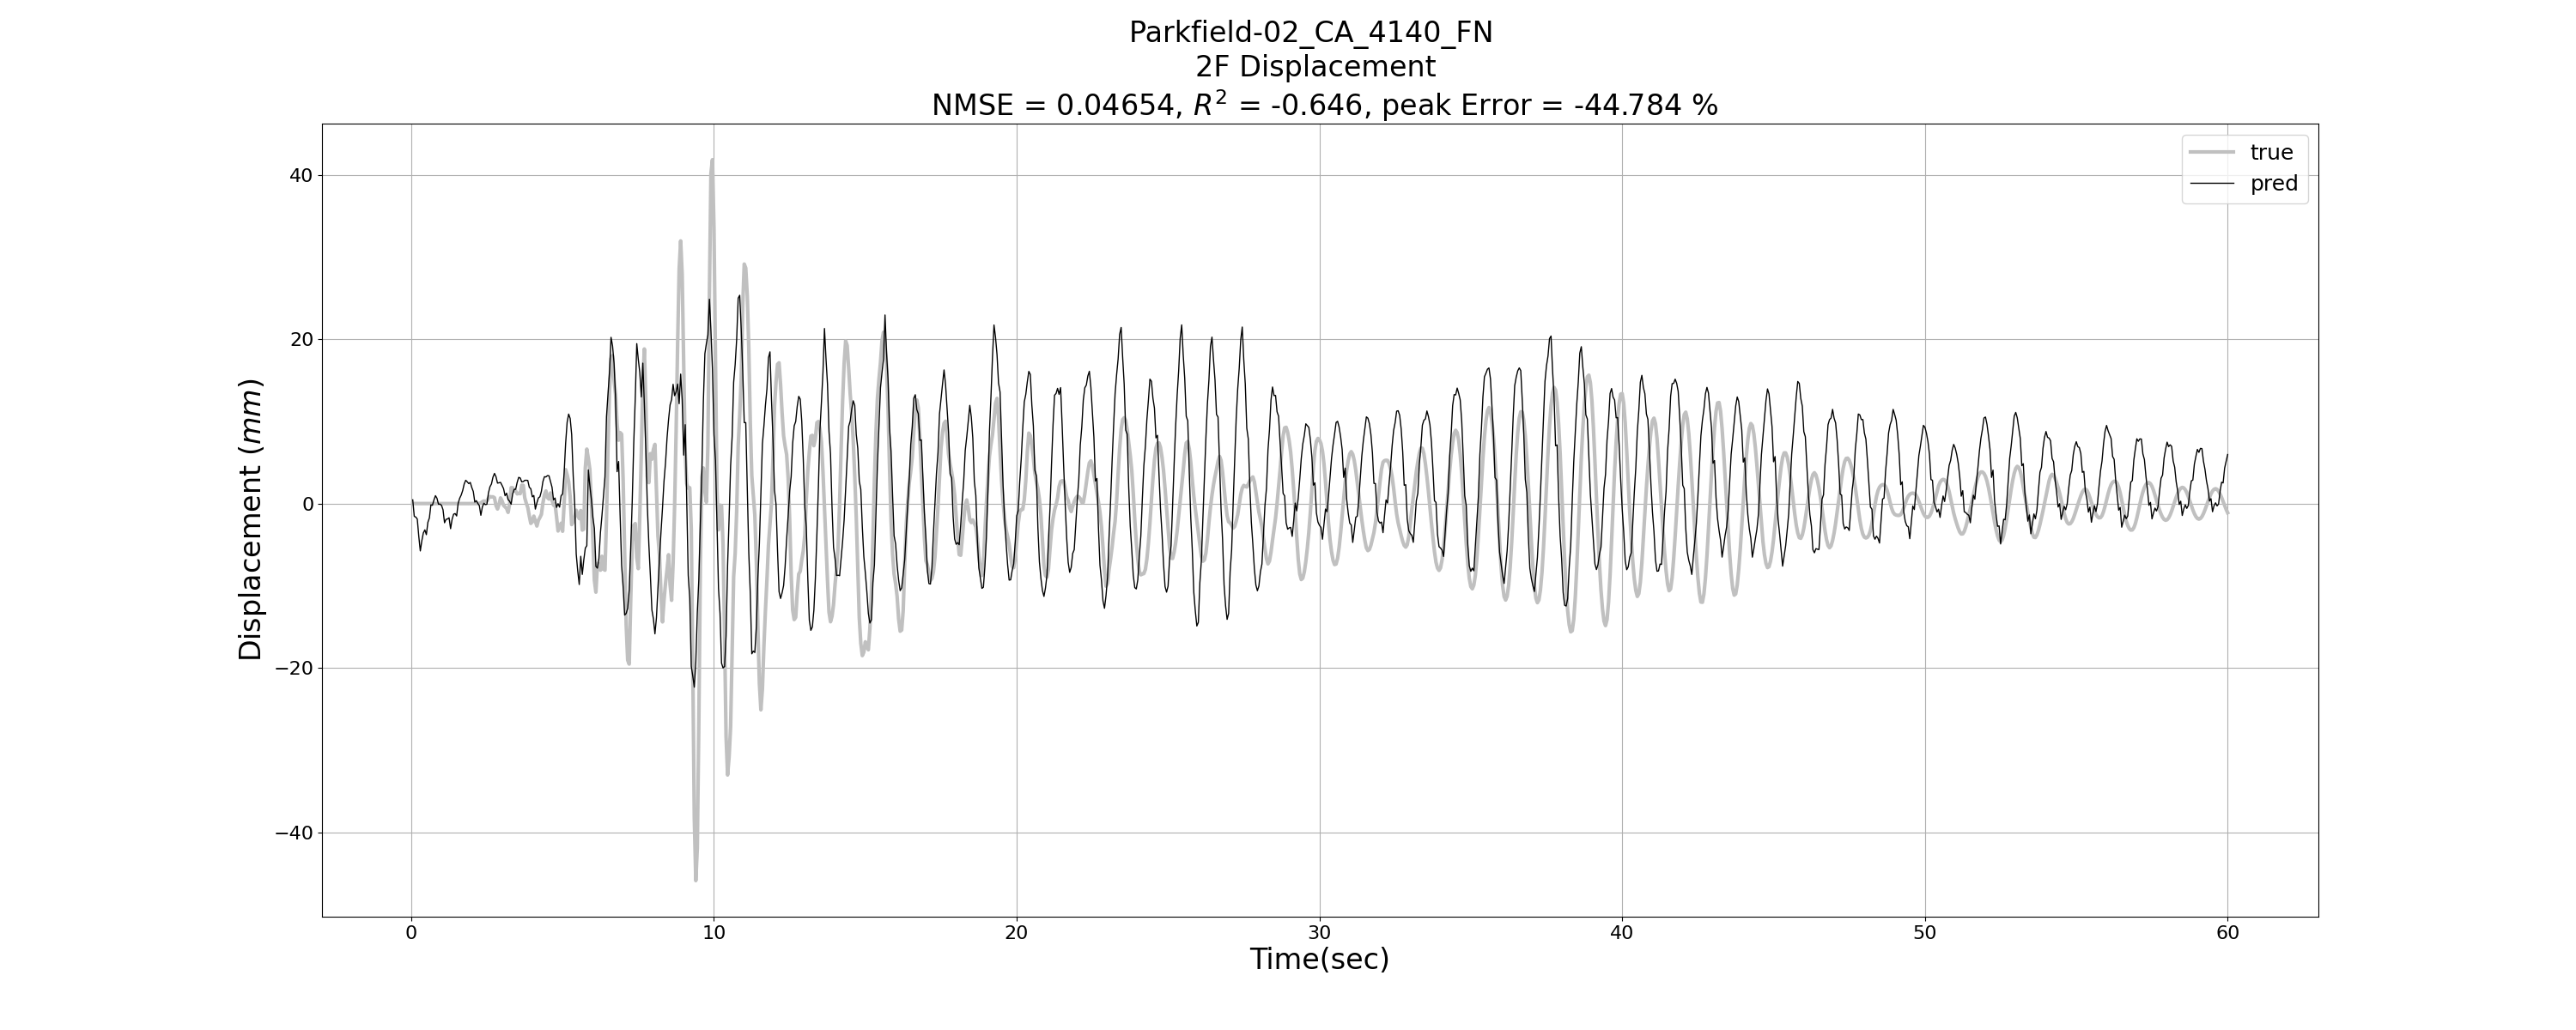 Parkfield-02_CA_4140_FN
2F Displacement
NMSE = 0.04654, R² = -0.646, peak Error = -44.784 %
true
pred
Displacement (mm)
40
20
0
−20
−40
0 10 20 30 40 50 60
Time(sec)